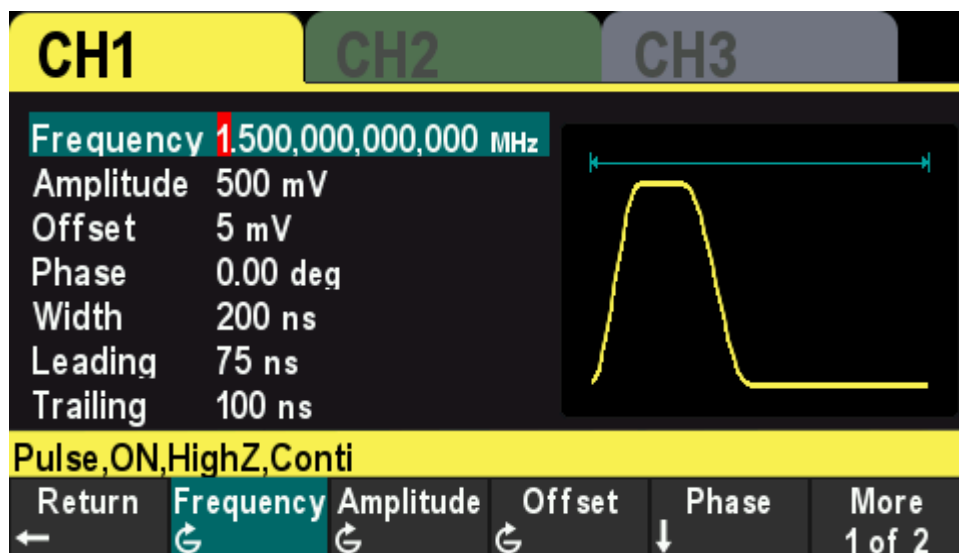 CH1 CH2 CH3
Frequency 1.500,000,000,000 MHz
Amplitude 500 mV
Offset 5 mV
Phase 0.00 deg
Width 200 ns
Leading 75 ns
Trailing 100 ns
Pulse,ON,HighZ,Conti
Return Frequency Amplitude Offset Phase More
1 of 2